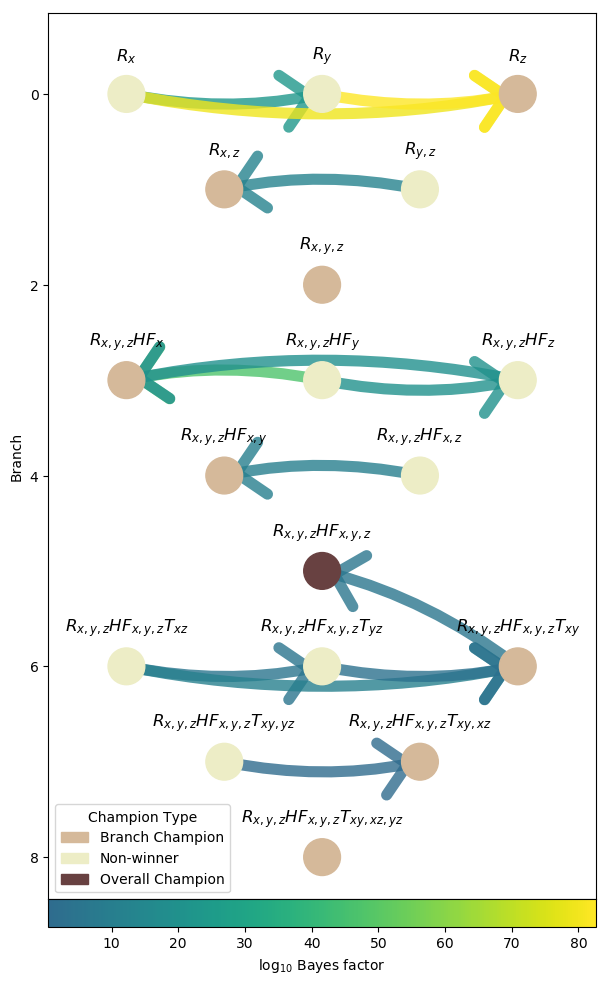 R_x R_y R_z
0
R_{x,z} R_{y,z}
R_{x,y,z}
2
R_{x,y,z}HF_x R_{x,y,z}HF_y R_{x,y,z}HF_z
R_{x,y,z}HF_{x,y} R_{x,y,z}HF_{x,z}
Branch
4
R_{x,y,z}HF_{x,y,z}
R_{x,y,z}HF_{x,y,z}T_{xz} R_{x,y,z}HF_{x,y,z}T_{yz} R_{x,y,z}HF_{x,y,z}T_{xy}
6
R_{x,y,z}HF_{x,y,z}T_{xy,yz} R_{x,y,z}HF_{x,y,z}T_{xy,xz}
R_{x,y,z}HF_{x,y,z}T_{xy,xz,yz}
Champion Type
Branch Champion
Non-winner
Overall Champion
8
10 20 30 40 50 60 70 80
log_{10} Bayes factor